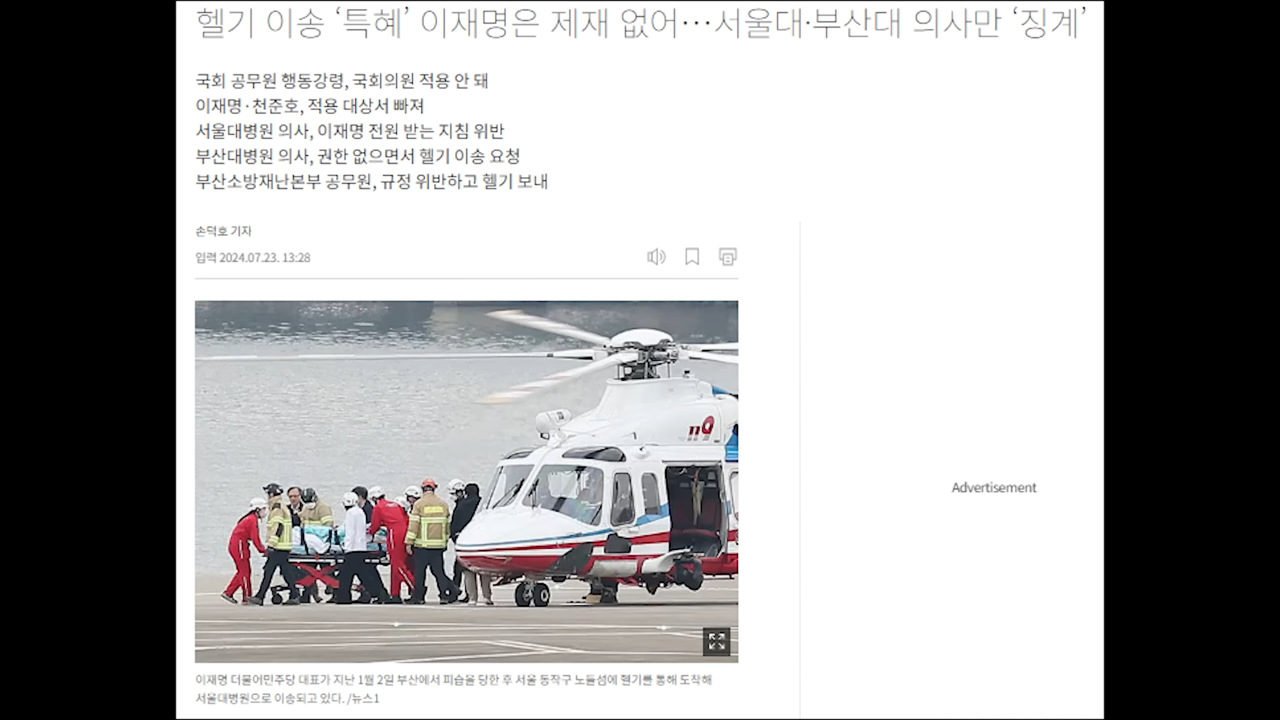 헬기 이송 ‘특혜’ 이재명은 제재 없어…서울대·부산대 의사만 ‘징계’
국회 공무원 행동강령, 국회의원 적용 안 돼
이재명·천준호, 적용 대상서 빠져
서울대병원 의사, 이재명 전원 받는 지침 위반
부산대병원 의사, 권한 없으면서 헬기 이송 요청
부산소방재난본부 공무원, 규정 위반하고 헬기 보내
손덕호 기자
입력 2024.07.23. 13:28
119
Advertisement
이재명 더불어민주당 대표가 지난 1월 2일 부산에서 피습을 당한 후 서울 동작구 노들섬에 헬기를 통해 도착해
서울대병원으로 이송되고 있다. /뉴스1